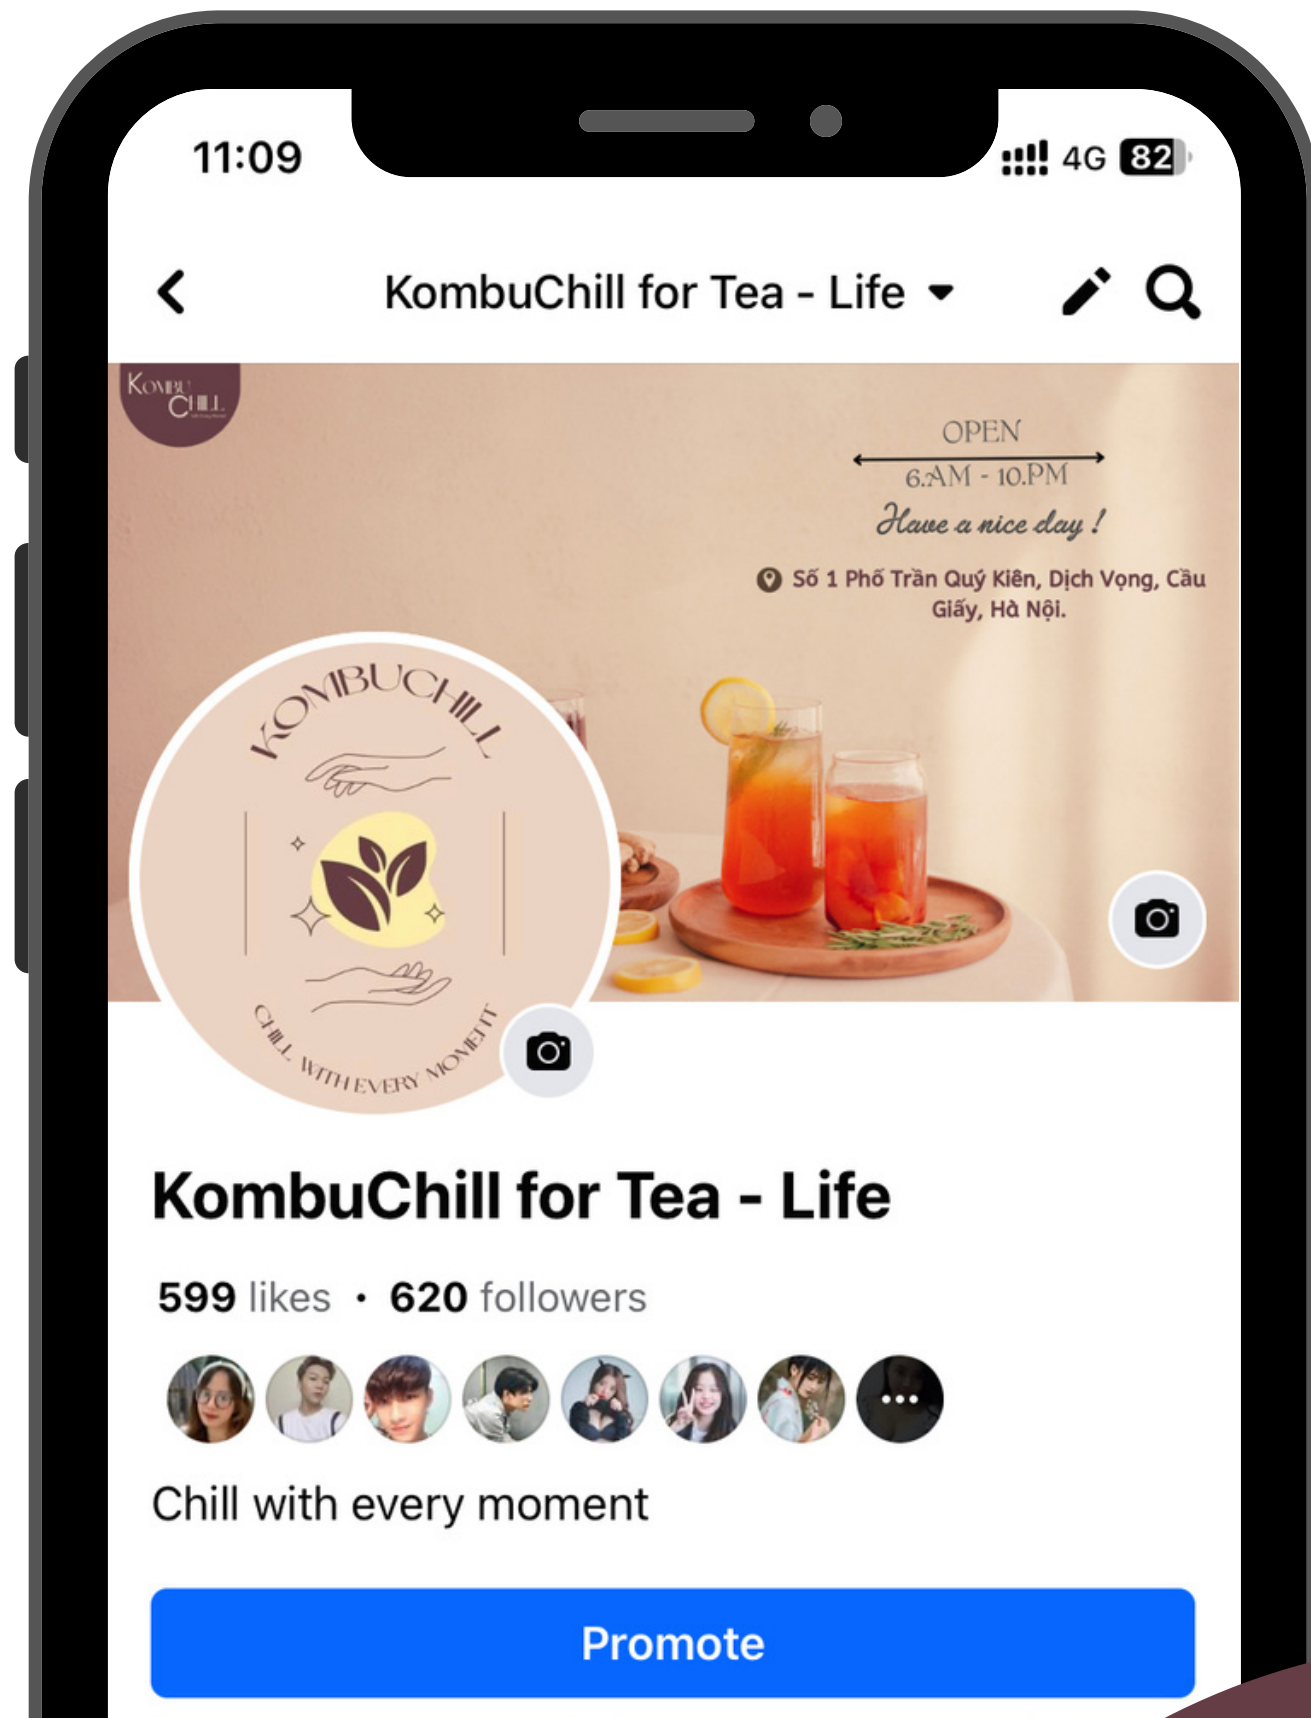 11:09
4G 82
KombuChill for Tea - Life
KOMBU
CHILL
OPEN
6.AM - 10.PM
Have a nice day !
Số 1 Phố Trần Quý Kiên, Dịch Vọng, Cầu
Giấy, Hà Nội.
KOMBUCHILL
CHILL WITH EVERY MOMENT
KombuChill for Tea - Life
599 likes · 620 followers
Chill with every moment
Promote